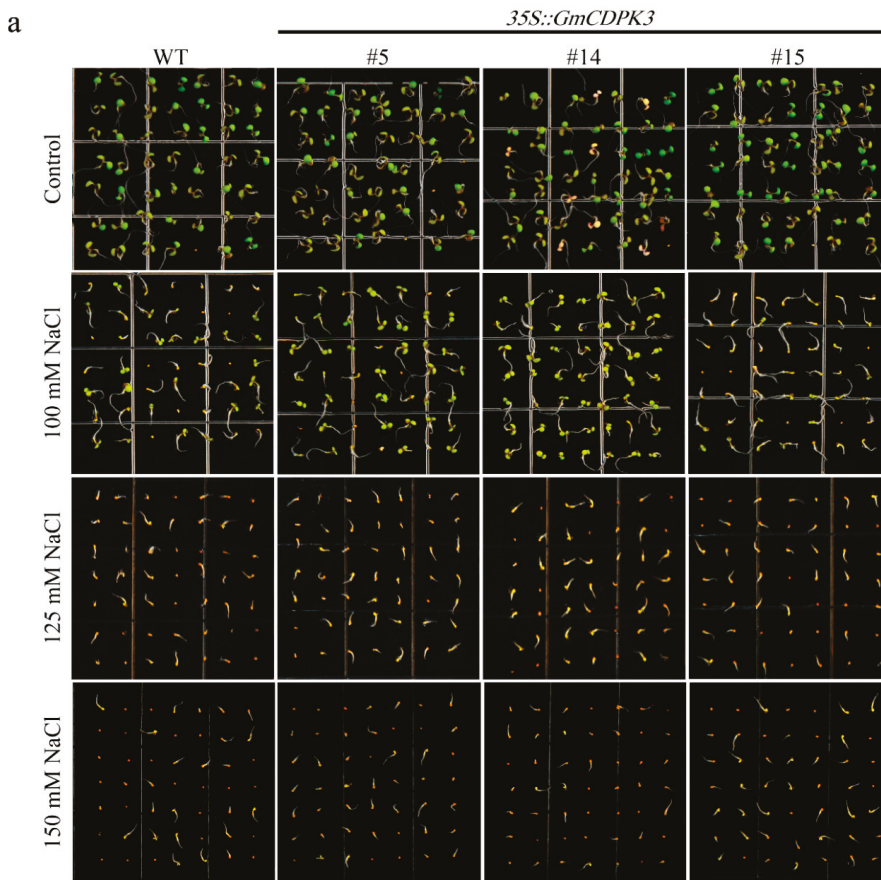 a
35S::GmCDPK3
WT #5 #14 #15
Control
100 mM NaCl
125 mM NaCl
150 mM NaCl